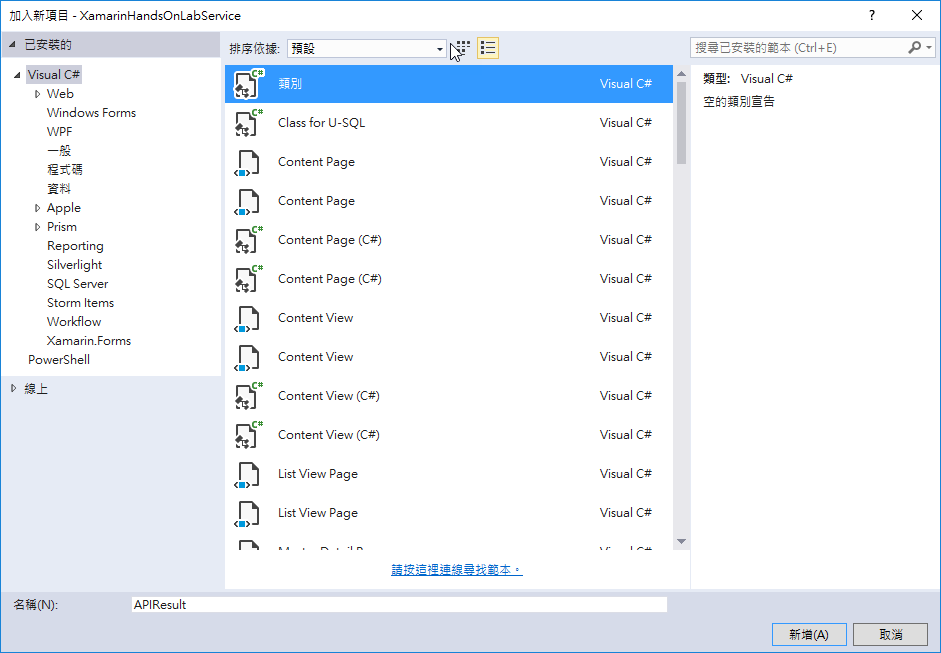 加入新項目 - XamarinHandsOnLabService
?
已安裝的
排序依據: 預設
搜尋已安裝的範本 (Ctrl+E)
Visual C#
Web
Windows Forms
WPF
一般
程式碼
資料
Apple
Prism
Reporting
Silverlight
SQL Server
Storm Items
Workflow
Xamarin.Forms
PowerShell
線上
C# 類別 Visual C#
C# Class for U-SQL Visual C#
Content Page Visual C#
Content Page Visual C#
C# Content Page (C#) Visual C#
C# Content Page (C#) Visual C#
Content View Visual C#
Content View Visual C#
C# Content View (C#) Visual C#
C# Content View (C#) Visual C#
List View Page Visual C#
List View Page Visual C#
請按這裡連線尋找範本。
類型: Visual C#
空的類別宣告
名稱(N): APIResult
新增(A) 取消